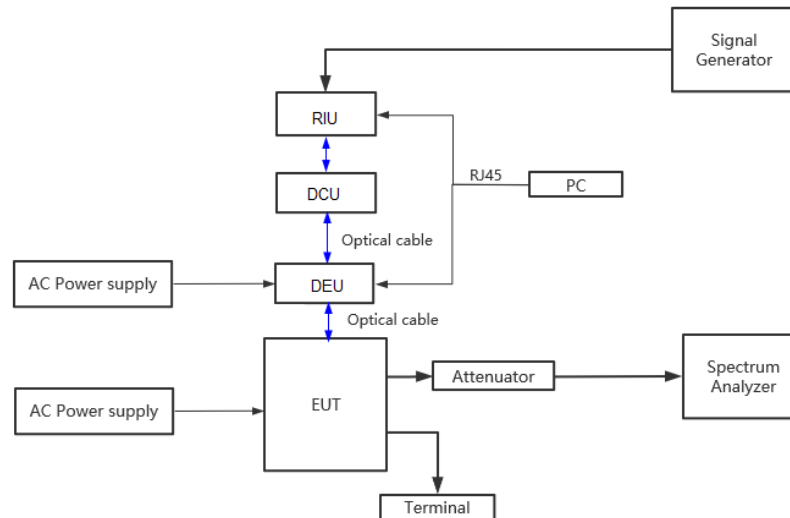 Signal
Generator
RIU
RJ45
PC
DCU
Optical cable
AC Power supply
DEU
Optical cable
Attenuator
Spectrum
Analyzer
AC Power supply
EUT
Terminal